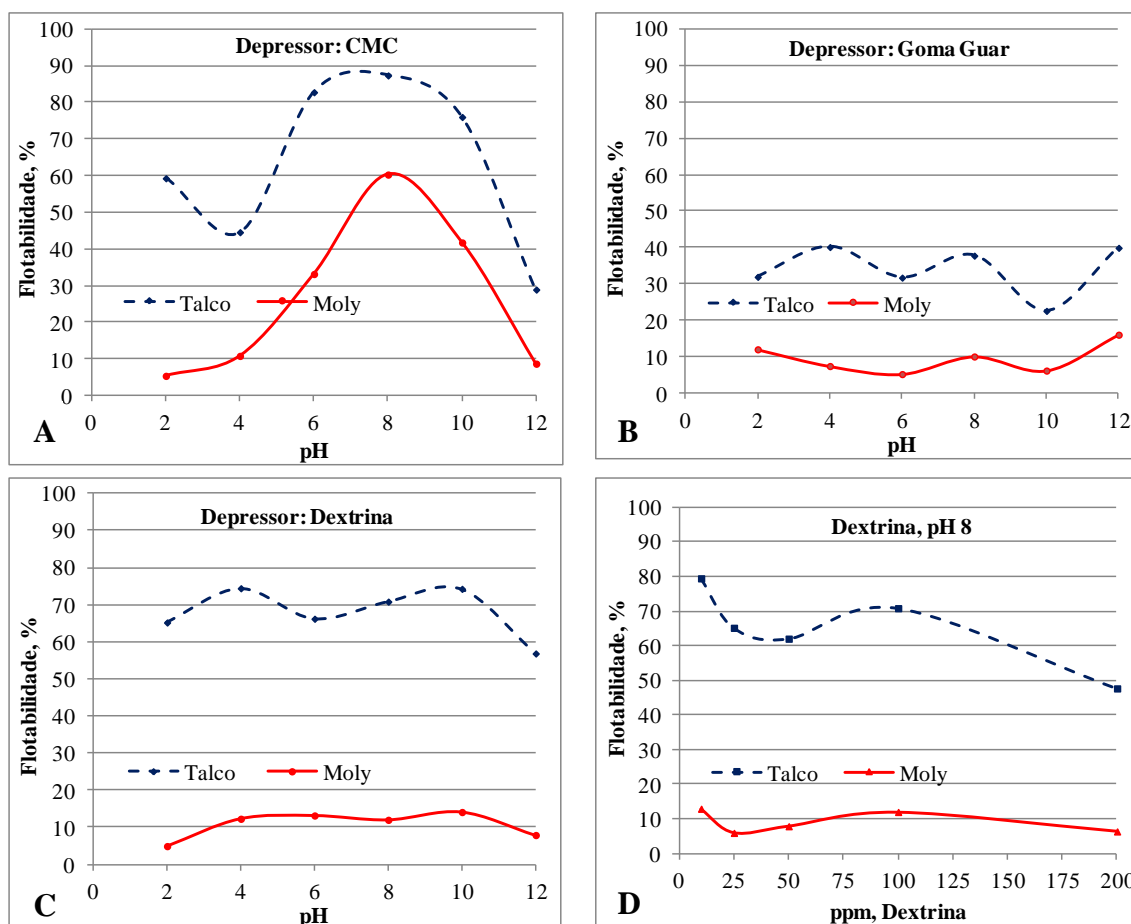 Depressor: CMC
100
90
80
70
60
50
40
30
20
10
0
Flotabilidade, %
Talco
Moly
0 2 4 6 8 10 12
A
pH
Depressor: Goma Guar
100
90
80
70
60
50
40
30
20
10
0
Flotabilidade, %
Talco
Moly
0 2 4 6 8 10 12
B
pH
Depressor: Dextrina
100
90
80
70
60
50
40
30
20
10
0
Flotabilidade, %
Talco
Moly
0 2 4 6 8 10 12
C
pH
Dextrina, pH 8
100
90
80
70
60
50
40
30
20
10
0
Flotabilidade, %
Talco
Moly
0 25 50 75 100 125 150 175 200
D
ppm, Dextrina